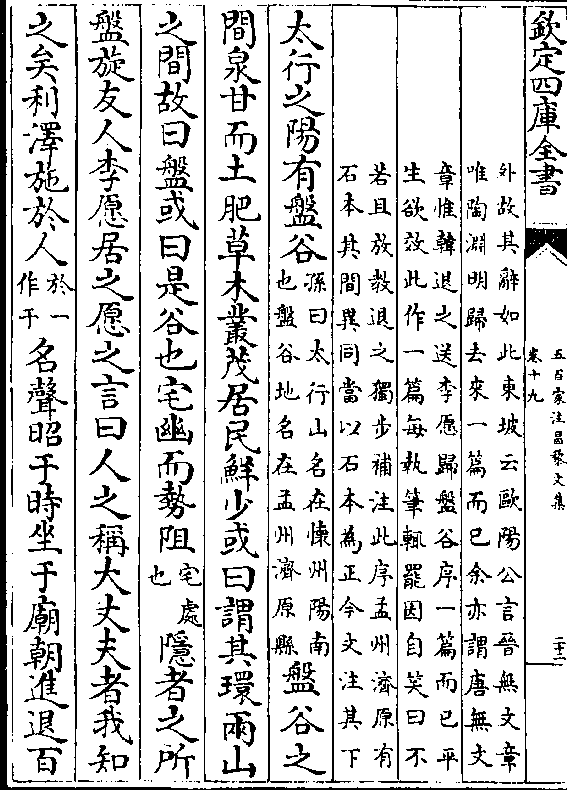 欽定四庫全書
五百家注昌黎文集
卷十九
二十二
外故其辭如此東坡云歐陽公言晉無文章
唯陶淵明歸去來一篇而已余亦謂唐無文
章惟韓退之送李愿歸盤谷序一篇而已平
生欲效此作一篇每執筆輒罷因自笑曰不
若且放教退之獨步補注此序孟州濟原有
石本其間異同當以石本為正今文注其下
太行之陽有盤谷孫曰太行山名在懷州陽南也盤谷地名在孟州濟原縣盤谷之
間泉甘而土肥草木叢茂居民鮮少或曰謂其環兩山
之間故曰盤或曰是谷也宅幽而勢阻宅處也隱者之所
盤旋友人李愿居之愿之言曰人之稱大丈夫者我知
之矣利澤施於人於一作于名聲昭于時坐于廟朝進退百